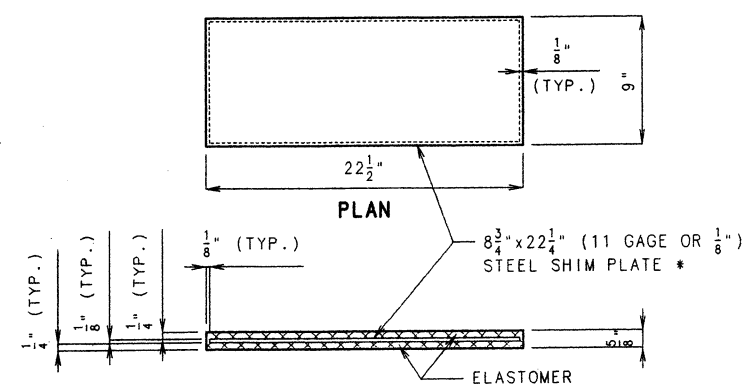 1/8"
(TYP.)
9"
22 1/2"
PLAN
1/8" (TYP.)
8 3/4"x22 1/4" (11 GAGE OR 1/8")
STEEL SHIM PLATE *
1/4" (TYP.)
1/8" (TYP.)
1/4" (TYP.)
5/8"
ELASTOMER